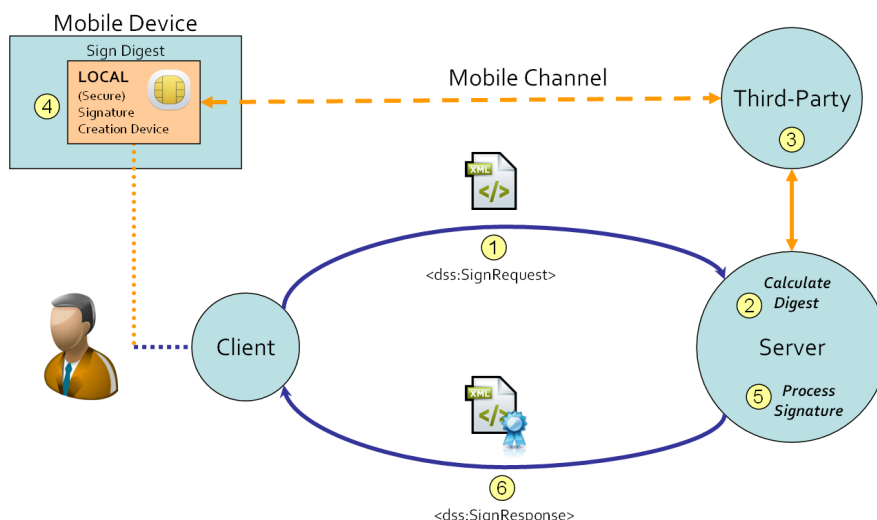 Mobile Device
Sign Digest
LOCAL
(Secure)
Signature
Creation Device
4
Mobile Channel
Third-Party
3
XML
</>
1
<dss:SignRequest>
2
Calculate
Digest
Client
Server
5
Process
Signature
XML
</>
6
<dss:SignResponse>